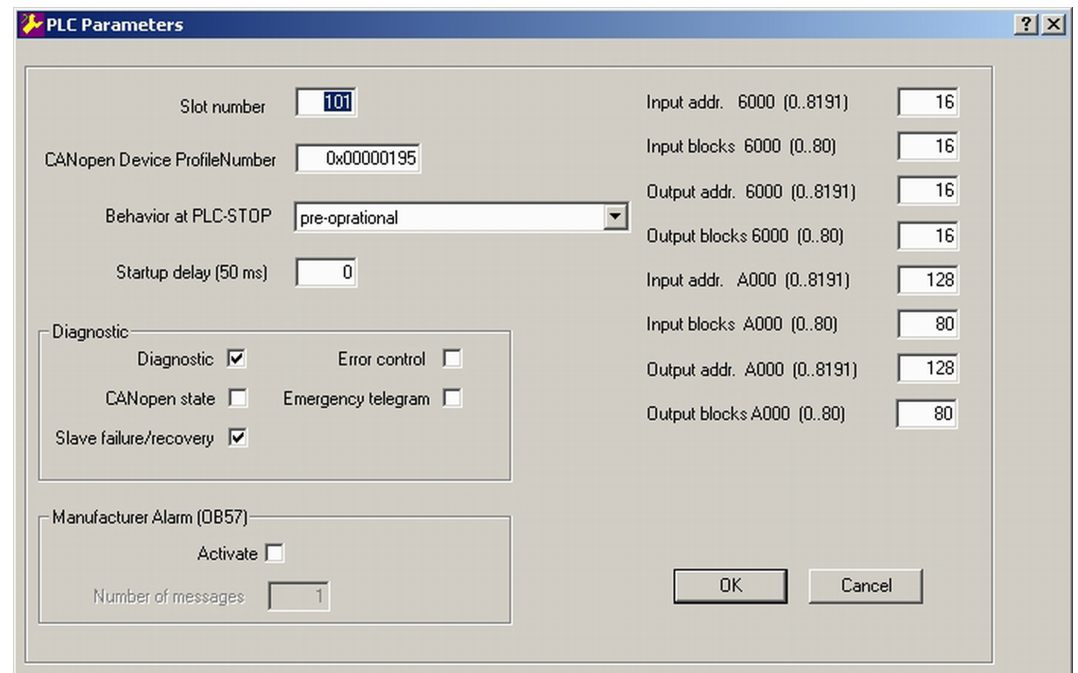 PLC Parameters
Slot number 101
CANopen Device ProfileNumber 0x00000195
Behavior at PLC-STOP pre-oprational
Startup delay (50 ms) 0
Diagnostic
Diagnostic Error control
CANopen state Emergency telegram
Slave failure/recovery
Manufacturer Alarm (OB57)
Activate
Number of messages 1
Input addr. 6000 (0..8191) 16
Input blocks 6000 (0..80) 16
Output addr. 6000 (0..8191) 16
Output blocks 6000 (0..80) 16
Input addr. A000 (0..8191) 128
Input blocks A000 (0..80) 80
Output addr. A000 (0..8191) 128
Output blocks A000 (0..80) 80
OK Cancel